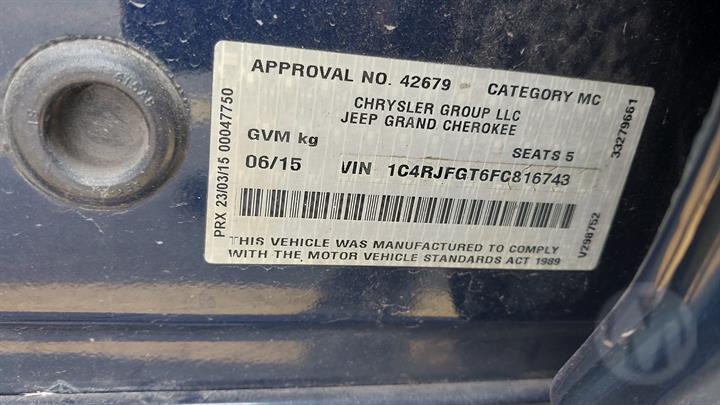 APPROVAL NO. 42679 CATEGORY MC
CHRYSLER GROUP LLC
JEEP GRAND CHEROKEE
GVM kg
SEATS 5
06/15 VIN 1C4RJFGT6FC816743
THIS VEHICLE WAS MANUFACTURED TO COMPLY
WITH THE MOTOR VEHICLE STANDARDS ACT 1989
PRX 23/03/15 00047750
33279661
V298752
W